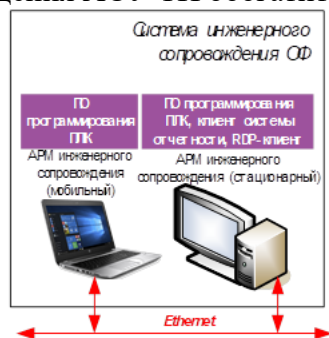 Система инженерного
сопровождения ОФ
ПО
программирования
ПЛК
ПО программирования
ПЛК, клиент системы
отчетности, RDP-клиент
АРМ инженерного
сопровождения
(мобильный)
АРМ инженерного
сопровождения (стационарный)
Ethernet